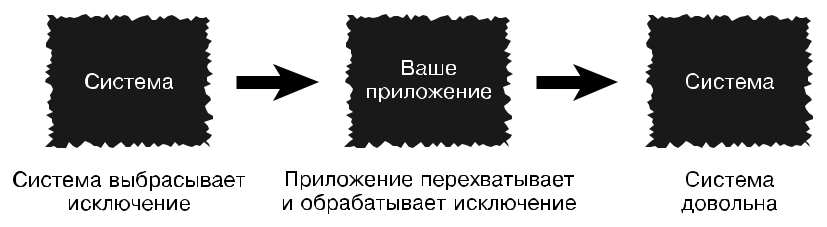 Система
Ваше
приложение
Система
Система выбрасывает
исключение
Приложение перехватывает
и обрабатывает исключение
Система
довольна